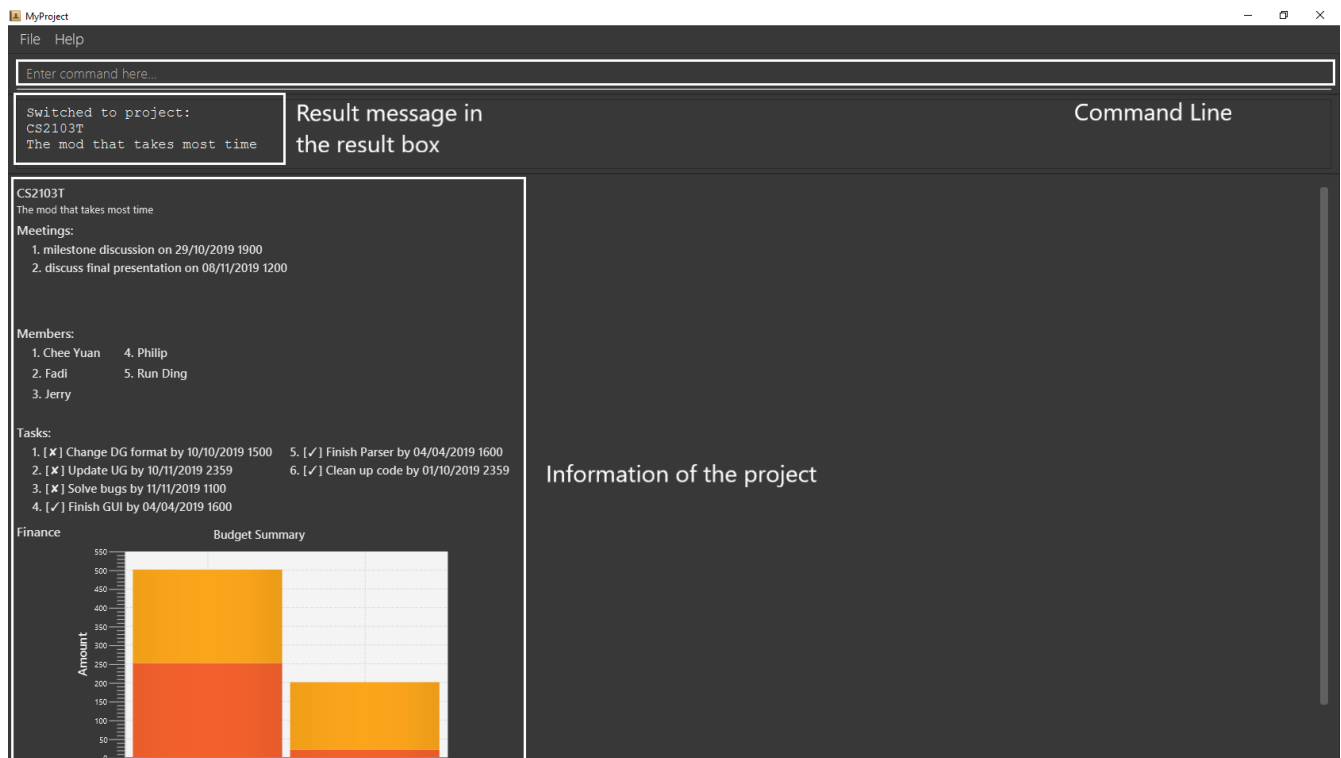 MyProject
File Help
Enter command here...
Switched to project:
CS2103T
The mod that takes most time
Result message in
the result box
Command Line
CS2103T
The mod that takes most time
Meetings:
1. milestone discussion on 29/10/2019 1900
2. discuss final presentation on 08/11/2019 1200
Members:
1. Chee Yuan 4. Philip
2. Fadi 5. Run Ding
3. Jerry
Tasks:
1. [✘] Change DG format by 10/10/2019 1500 5. [✓] Finish Parser by 04/04/2019 1600
2. [✘] Update UG by 10/11/2019 2359 6. [✓] Clean up code by 01/10/2019 2359
3. [✘] Solve bugs by 11/11/2019 1100
4. [✓] Finish GUI by 04/04/2019 1600
Information of the project
Finance
Budget Summary
Amount
550
500
450
400
350
300
250
200
150
100
50
0